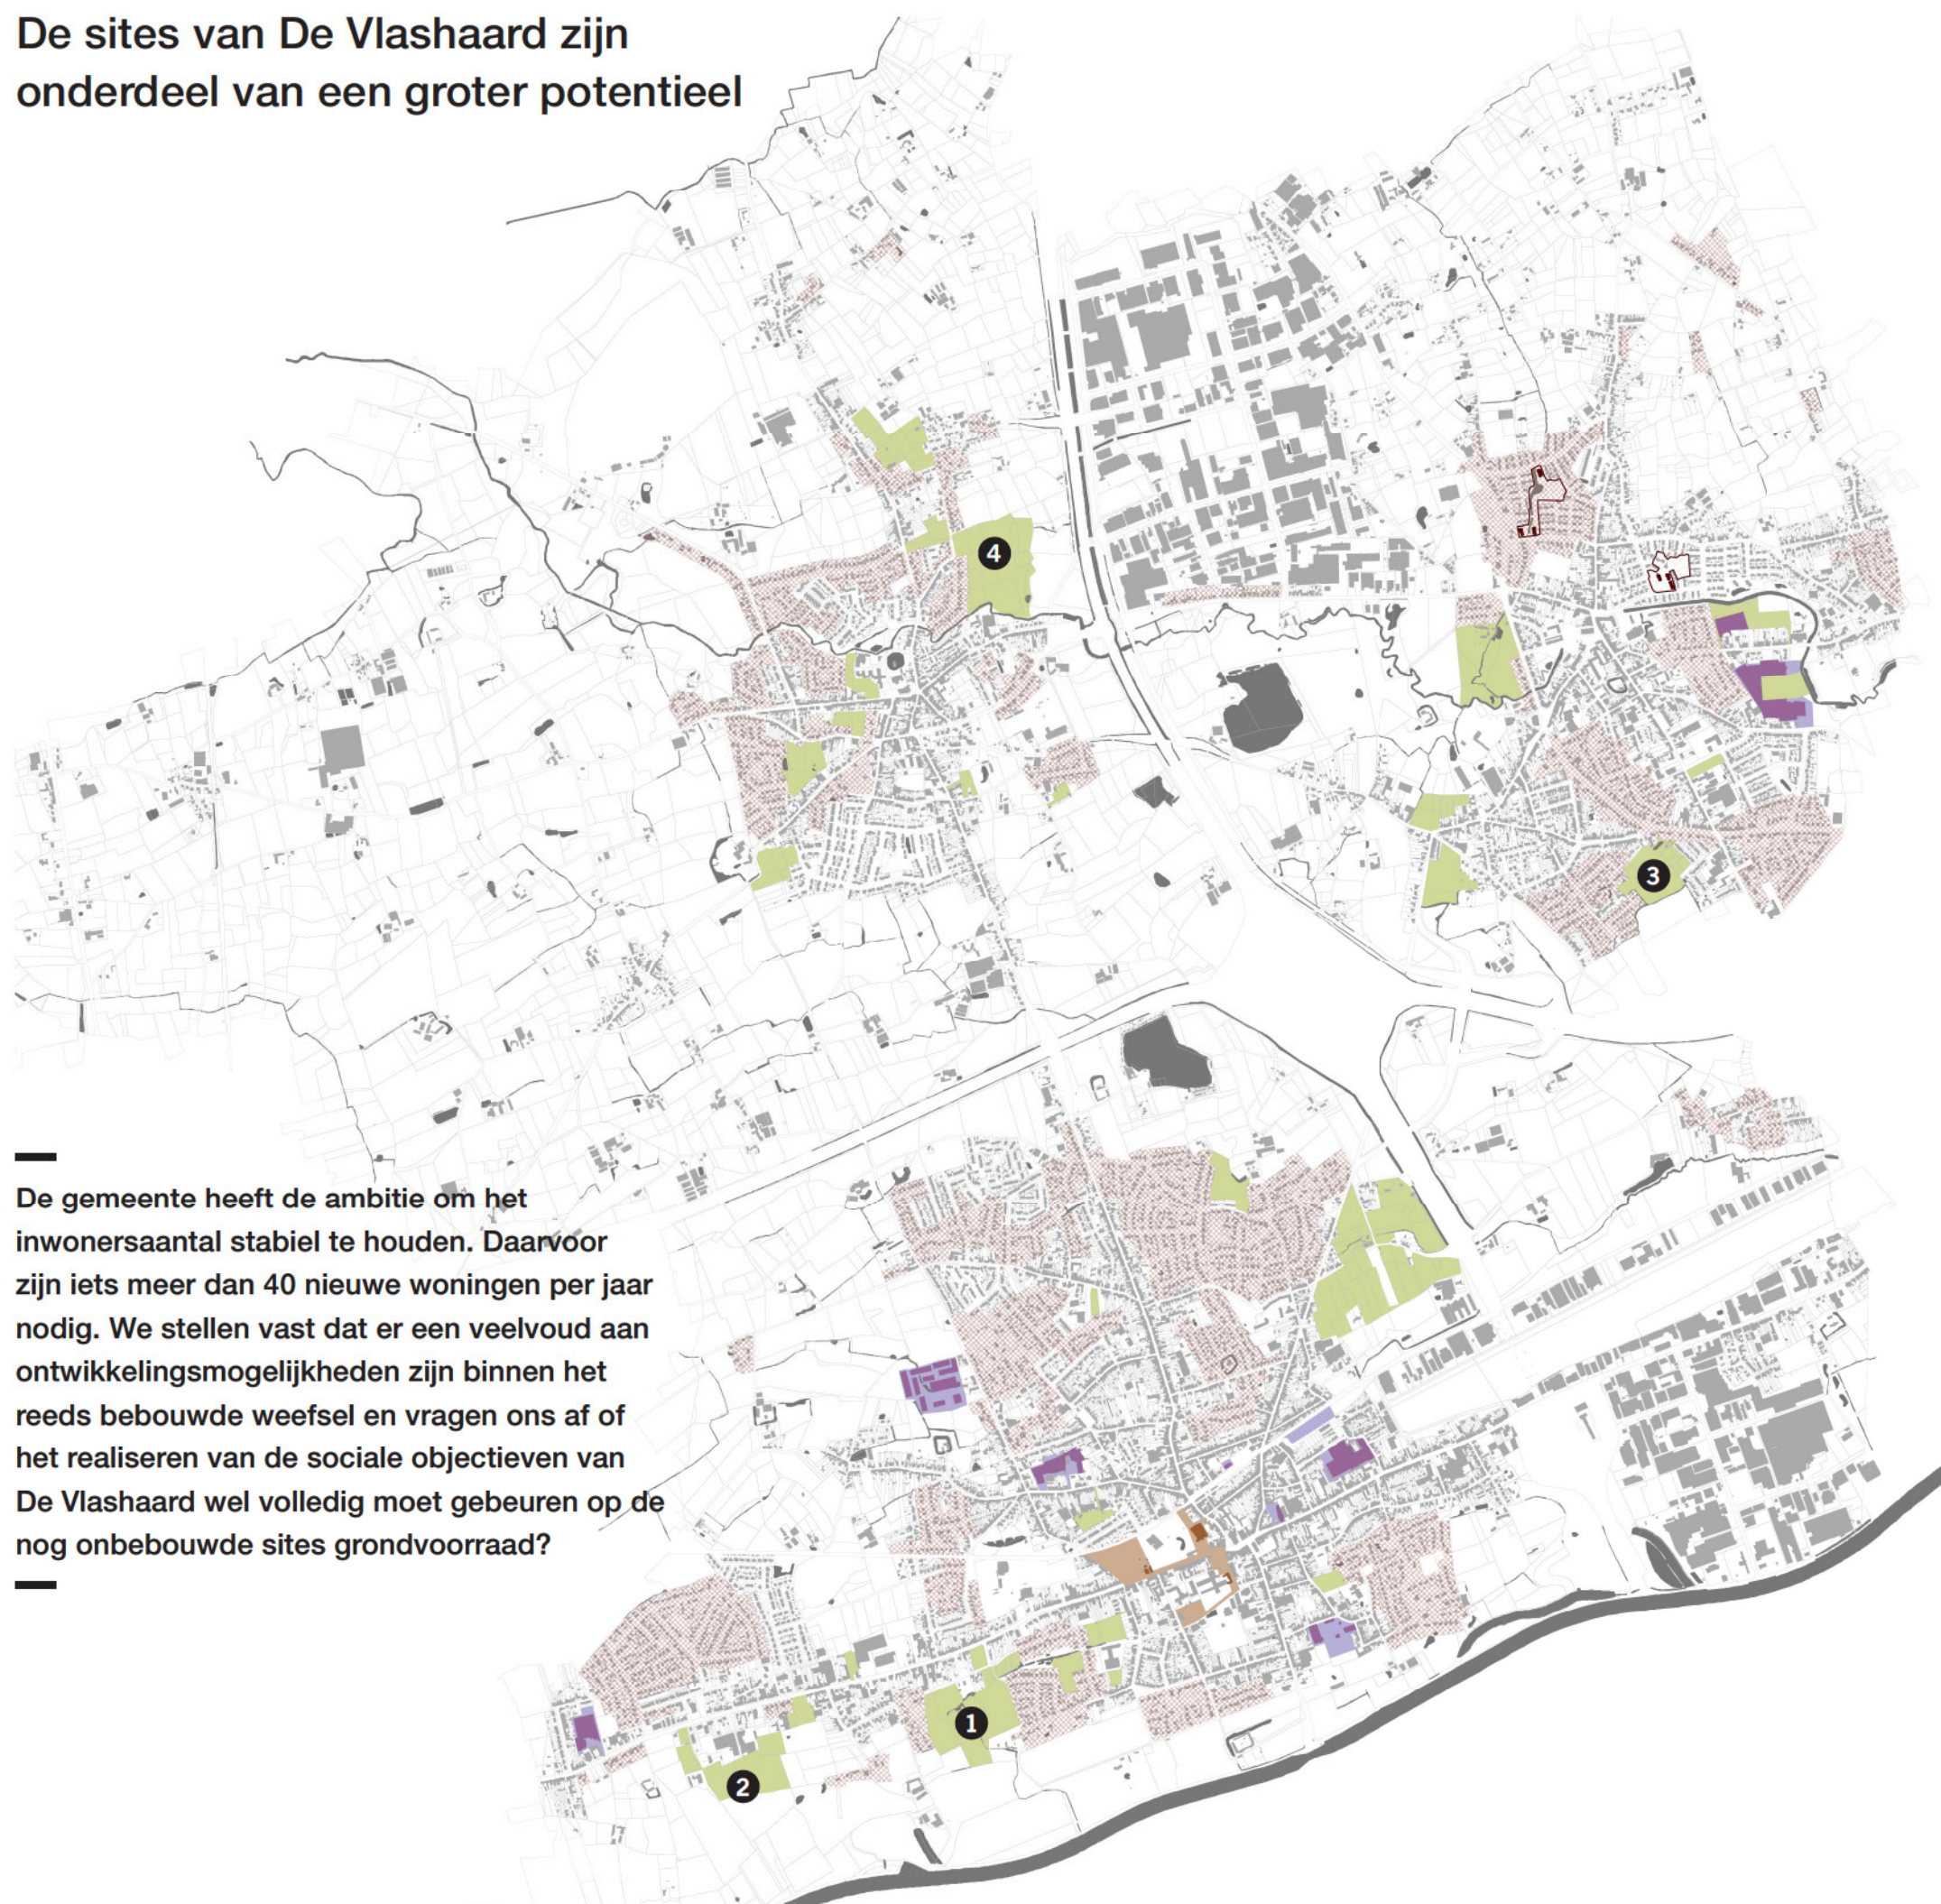 De sites van De Vlashaard zijn
onderdeel van een groter potentieel
4
3
De gemeente heeft de ambitie om het
inwonersaantal stabiel te houden. Daarvoor
zijn iets meer dan 40 nieuwe woningen per jaar
nodig. We stellen vast dat er een veelvoud aan
ontwikkelingsmogelijkheden zijn binnen het
reeds bebouwde weefsel en vragen ons af of
het realiseren van de sociale objectieven van
De Vlashaard wel volledig moet gebeuren op de
nog onbebouwde sites grondvoorraad?
1
2